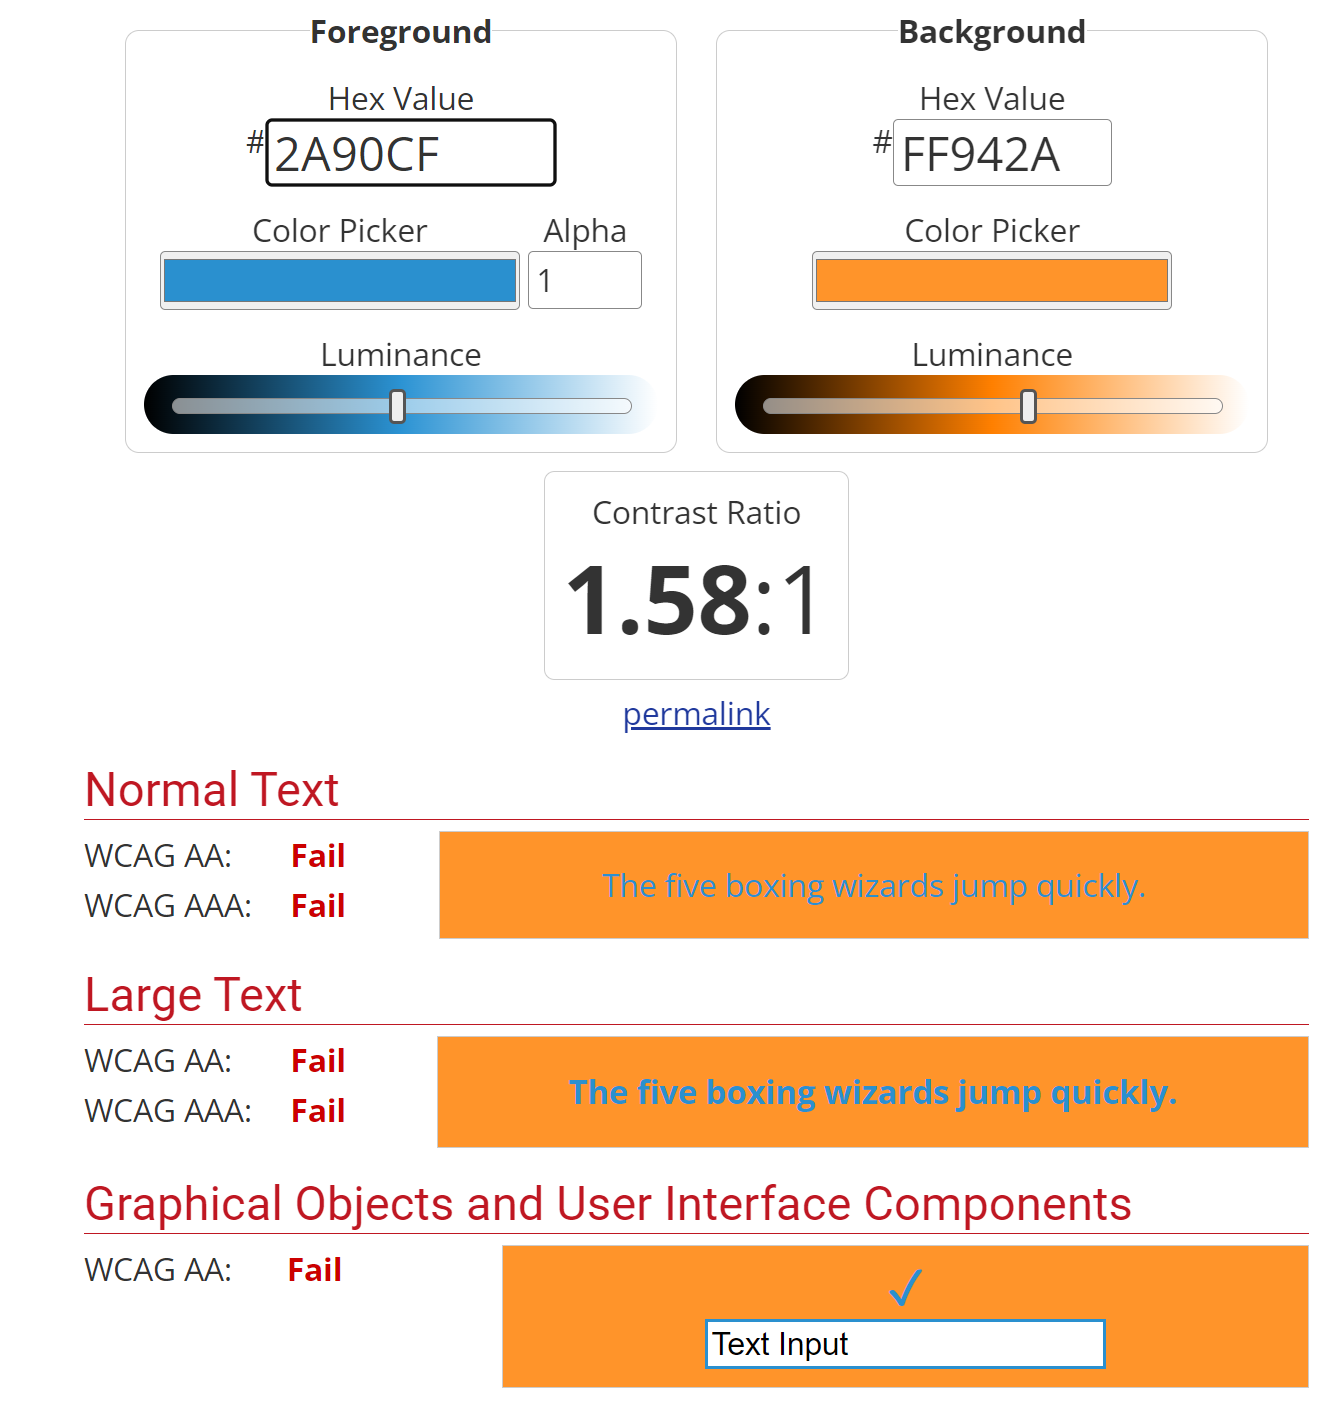 Foreground
Hex Value
#2A90CF
Color Picker Alpha
1
Luminance
Background
Hex Value
#FF942A
Color Picker
Luminance
Contrast Ratio
1.58:1
permalink
Normal Text
WCAG AA: Fail
WCAG AAA: Fail
The five boxing wizards jump quickly.
Large Text
WCAG AA: Fail
WCAG AAA: Fail
The five boxing wizards jump quickly.
Graphical Objects and User Interface Components
WCAG AA: Fail
✓
Text Input